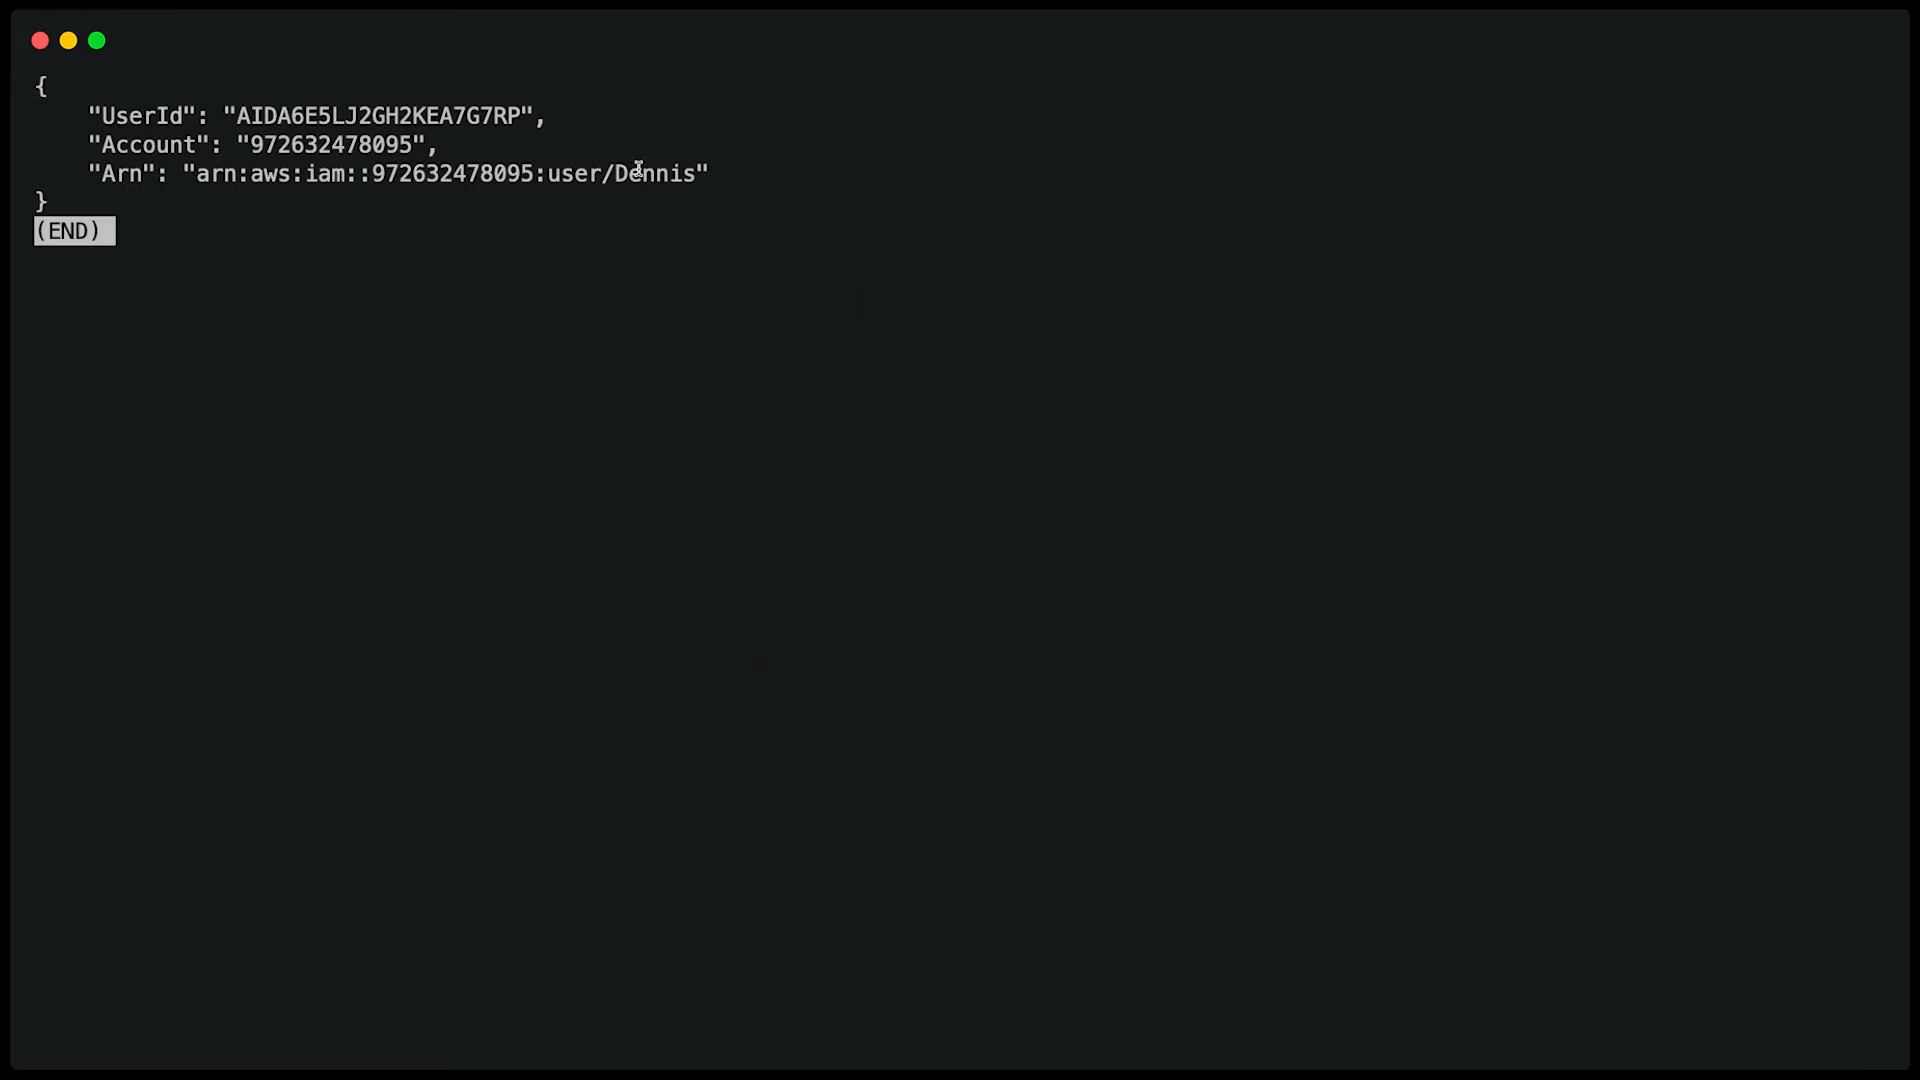 {
    "UserId": "AIDA6E5LJ2GH2KEA7G7RP",
    "Account": "972632478095",
    "Arn": "arn:aws:iam::972632478095:user/Dennis"
}
(END)